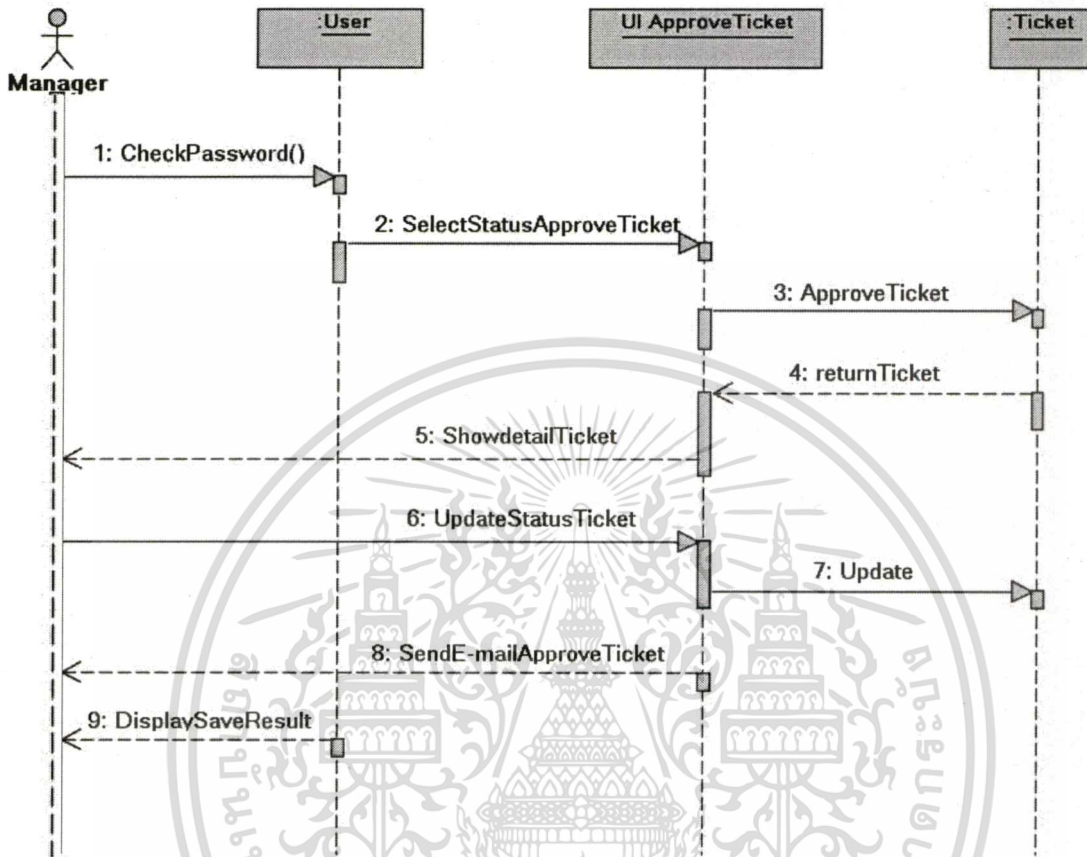 :User
UI ApproveTicket
:Ticket
Manager
1: CheckPassword()
2: SelectStatusApproveTicket
3: ApproveTicket
4: returnTicket
5: ShowdetailTicket
6: UpdateStatusTicket
7: Update
8: SendE-mailApproveTicket
9: DisplaySaveResult